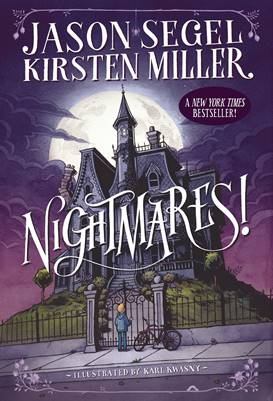 JASON SEGEL
KIRSTEN MILLER
A NEW YORK TIMES
BESTSELLER!
NIGHTMARES!
ILLUSTRATED BY KARL KWASNY